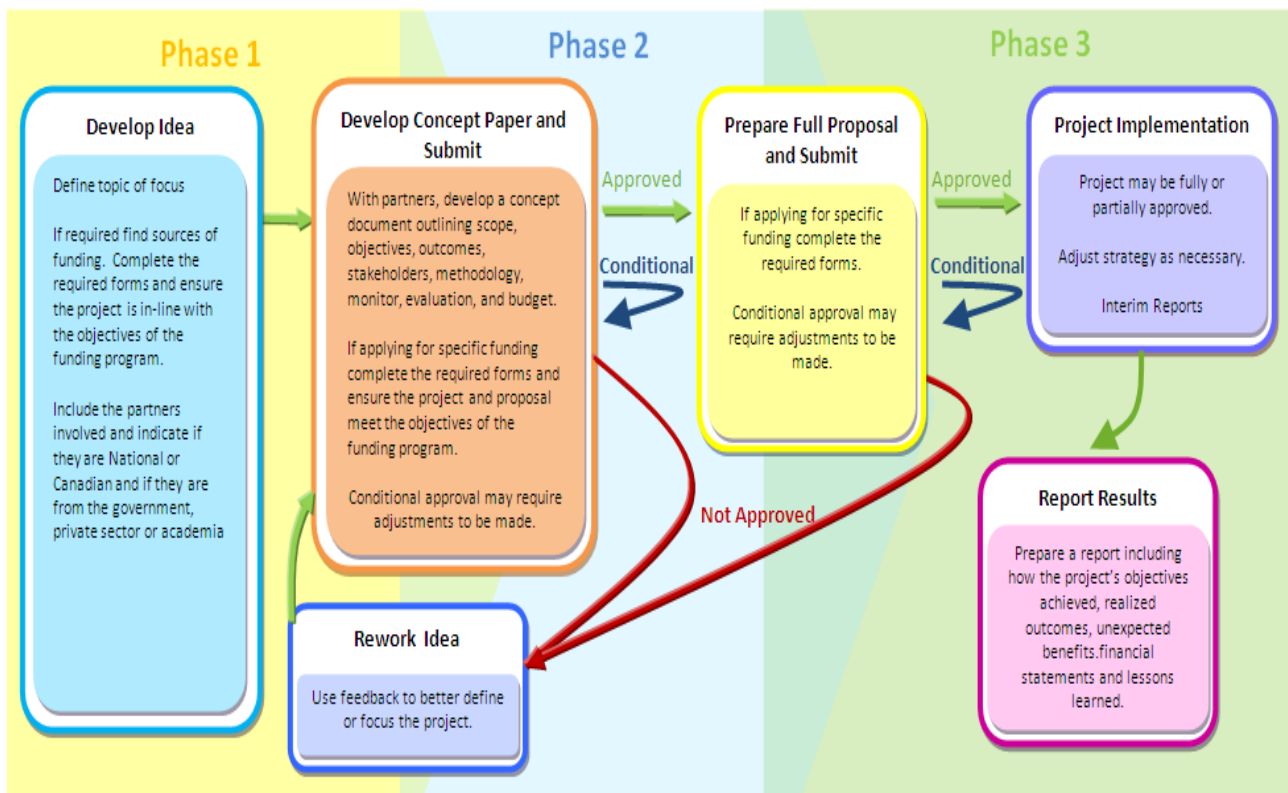 Phase 1
Phase 2
Phase 3
Develop Idea
Define topic of focus
If required find sources of
funding. Complete the
required forms and ensure
the project is in-line with
the objectives of the
funding program.
Include the partners
involved and indicate if
they are National or
Canadian and if they are
from the government,
private sector or academia
Develop Concept Paper and
Submit
With partners, develop a concept
document outlining scope,
objectives, outcomes,
stakeholders, methodology,
monitor, evaluation, and budget.
If applying for specific funding
complete the required forms and
ensure the project and proposal
meet the objectives of the
funding program.
Conditional approval may require
adjustments to be made.
Approved
Conditional
Prepare Full Proposal
and Submit
If applying for specific
funding complete the
required forms.
Conditional approval may
require adjustments to be
made.
Approved
Conditional
Project Implementation
Project may be fully or
partially approved.
Adjust strategy as necessary.
Interim Reports
Not Approved
Rework Idea
Use feedback to better define
or focus the project.
Report Results
Prepare a report including
how the project's objectives
achieved, realized
outcomes, unexpected
benefits.financial
statements and lessons
learned.